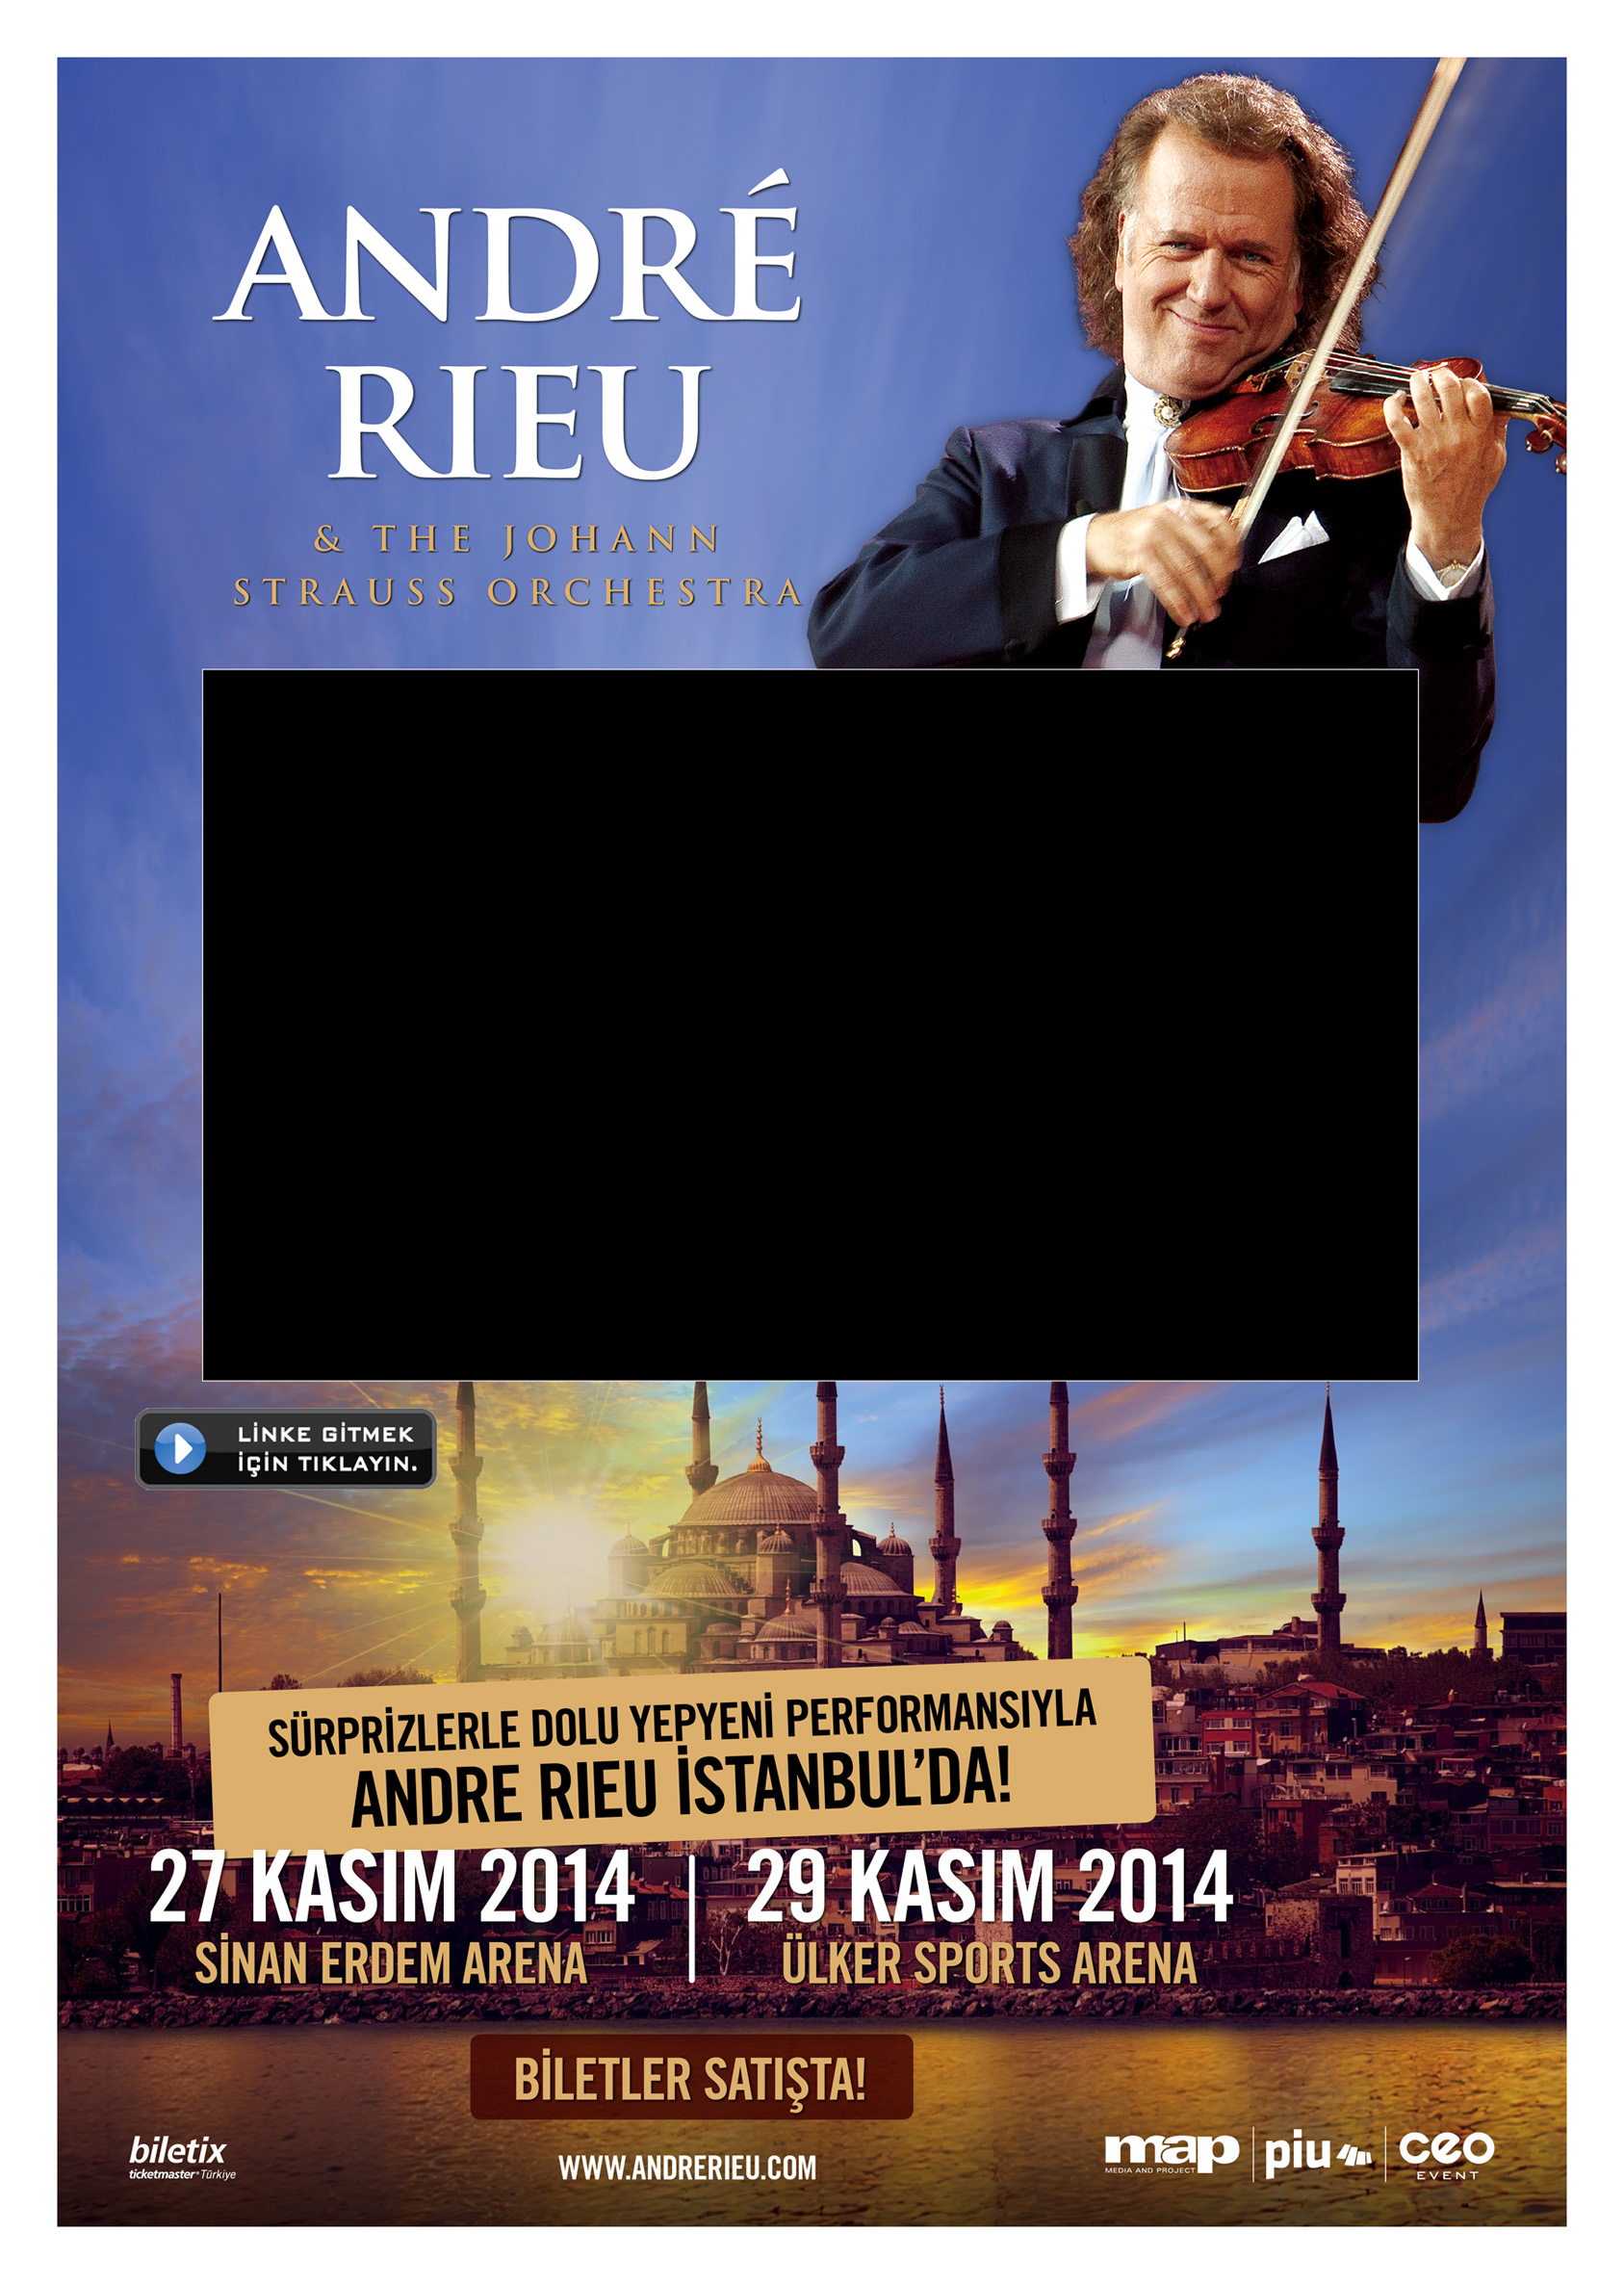 ANDRÉ
RIEU
& THE JOHANN
STRAUSS ORCHESTRA
LİNKE GİTMEK
İÇİN TIKLAYIN.
SÜRPRİZLERLE DOLU YEPYENİ PERFORMANSIYLA
ANDRE RIEU İSTANBUL'DA!
27 KASIM 2014
SİNAN ERDEM ARENA
29 KASIM 2014
ÜLKER SPORTS ARENA
BİLETLER SATIŞTA!
biletix
ticketmaster Türkiye
WWW.ANDRERIEU.COM
map
MEDIA AND PROJECT
piu
ceo
EVENT